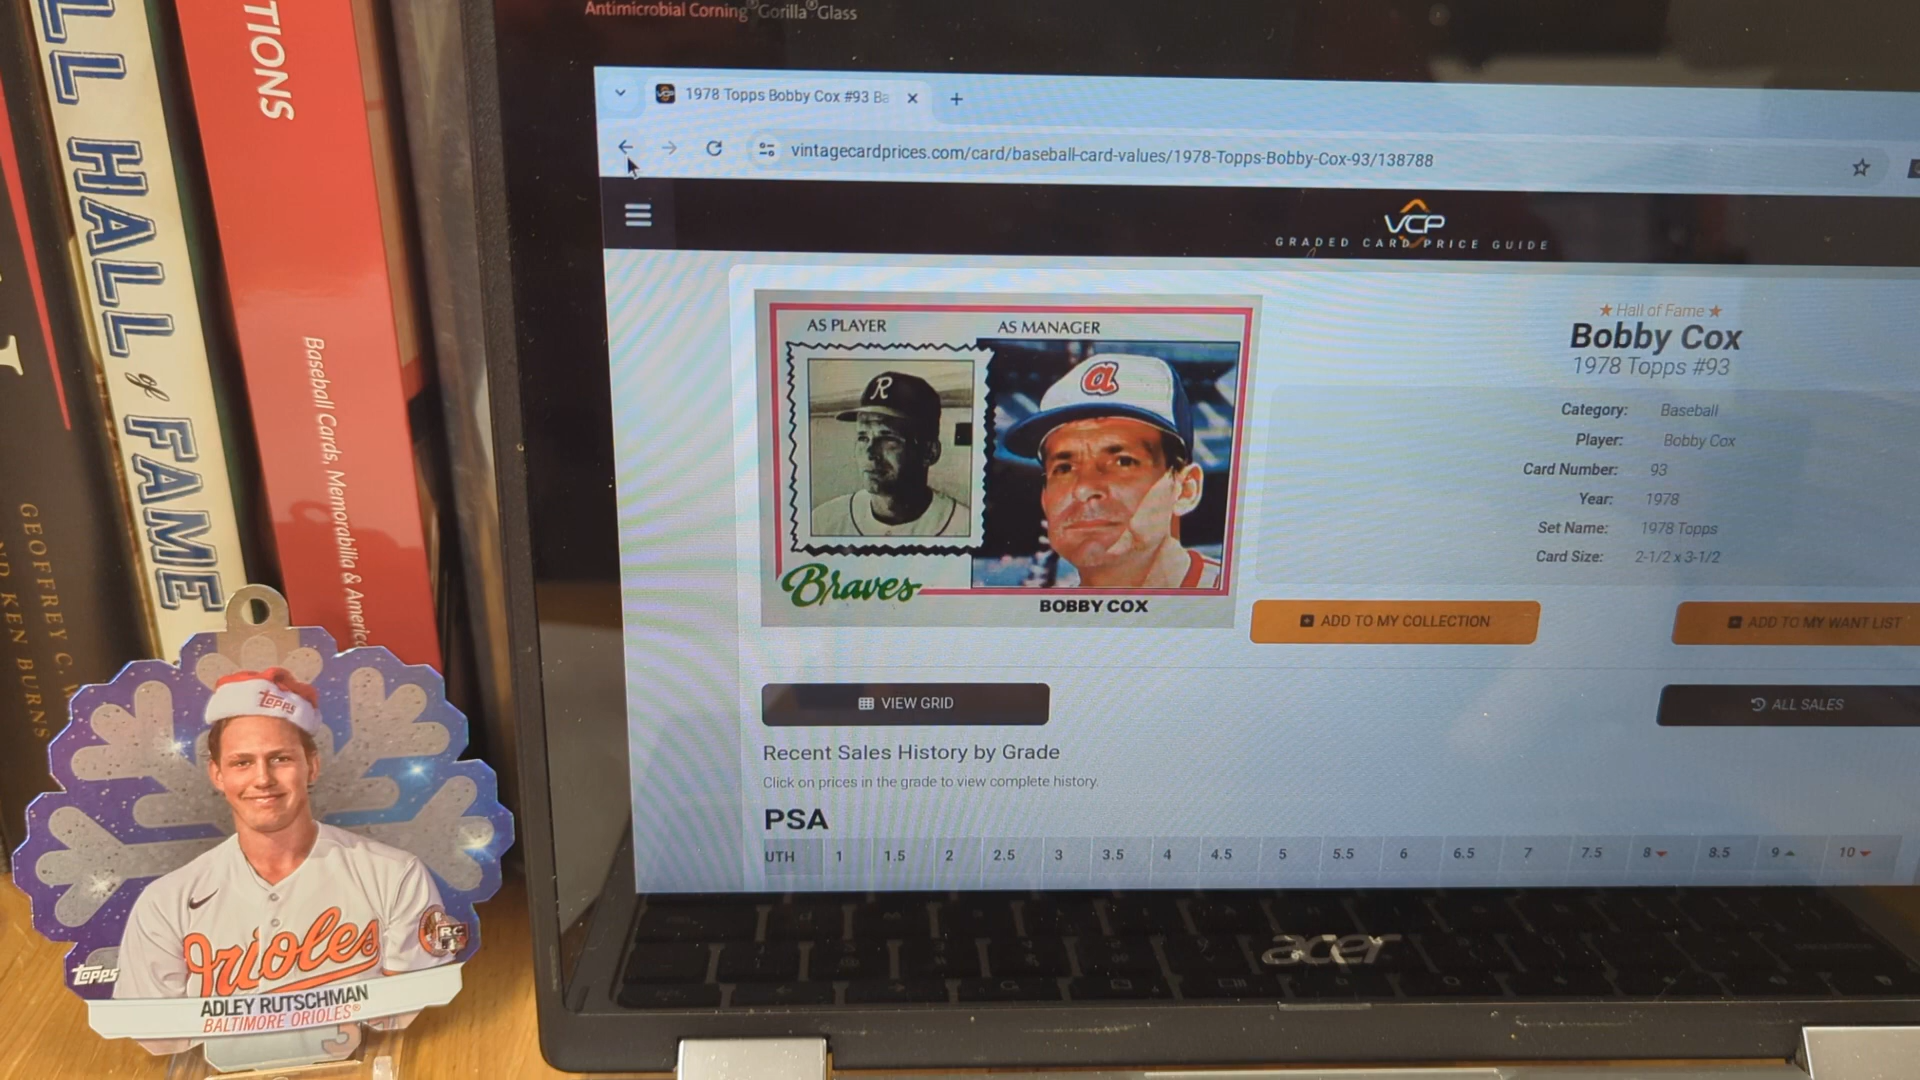 ALL HALL of FAME
TIONS
Baseball Cards, Memorabilia & Americ
GEOFFREY C. W
ND KEN BURNS
Topps
Orioles
RC
Topps
ADLEY RUTSCHMAN
BALTIMORE ORIOLES®
Antimicrobial Corning® Gorilla® Glass
1978 Topps Bobby Cox #93 Ba
vintagecardprices.com/card/baseball-card-values/1978-Topps-Bobby-Cox-93/138788
VCP
GRADED CARD PRICE GUIDE
AS PLAYER
AS MANAGER
R
a
Braves
BOBBY COX
★ Hall of Fame ★
Bobby Cox
1978 Topps #93
Category: Baseball
Player: Bobby Cox
Card Number: 93
Year: 1978
Set Name: 1978 Topps
Card Size: 2-1/2 x 3-1/2
ADD TO MY COLLECTION
ADD TO MY WANT LIST
VIEW GRID
ALL SALES
Recent Sales History by Grade
Click on prices in the grade to view complete history.
PSA
UTH 1 1.5 2 2.5 3 3.5 4 4.5 5 5.5 6 6.5 7 7.5 8 8.5 9 10
acer